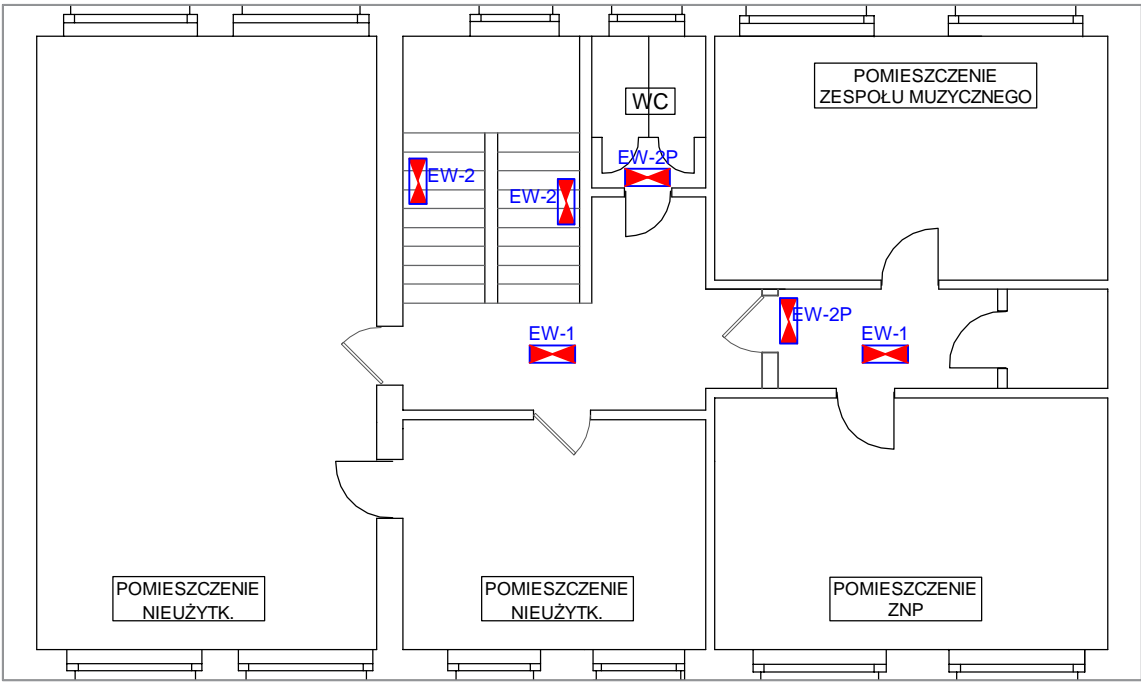 POMIESZCZENIE
ZESPOŁU MUZYCZNEGO
WC
EW-2P
EW-2
EW-2
EW-2P
EW-1
EW-1
POMIESZCZENIE
NIEUŻYTK.
POMIESZCZENIE
NIEUŻYTK.
POMIESZCZENIE
ZNP